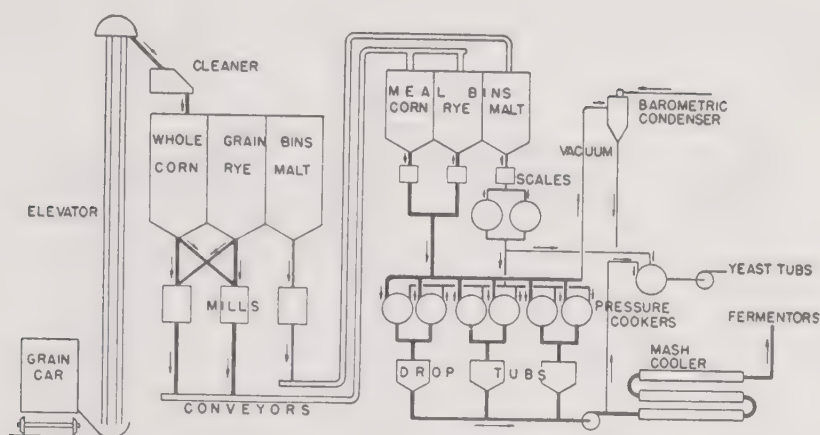 CLEANER
WHOLE GRAIN BINS
CORN RYE MALT
ELEVATOR
MILLS
GRAIN
CAR
CONVEYORS
MEAL BINS
CORN RYE MALT
SCALES
BAROMETRIC
CONDENSER
VACUUM
YEAST TUBS
PRESSURE
COOKERS
FERMENTORS
MASH
COOLER
DROP TUBS